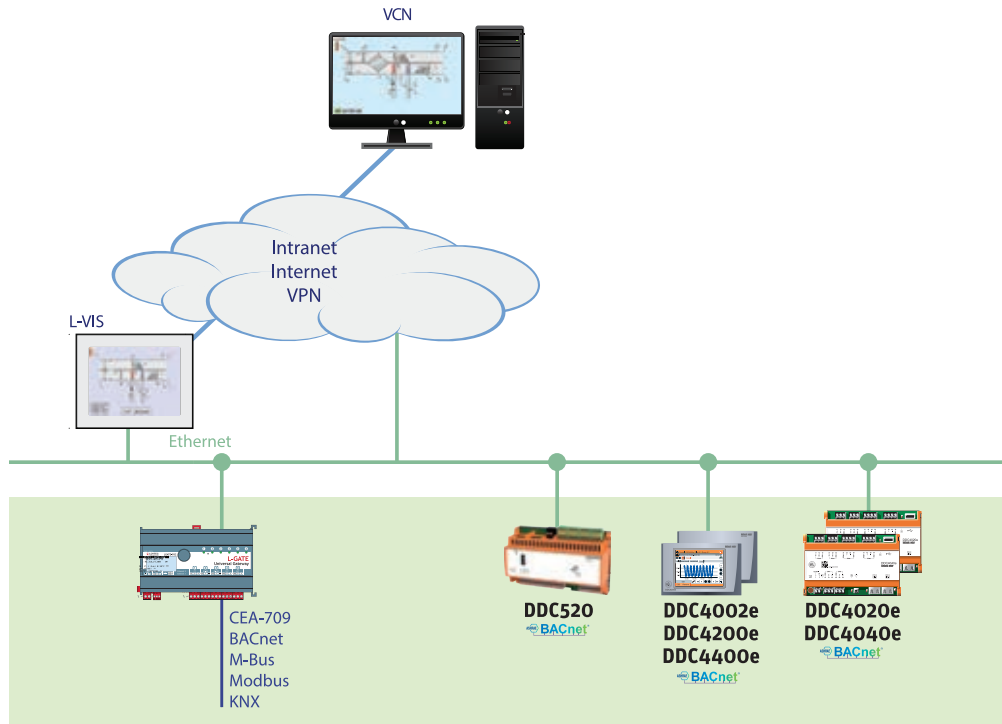 VCN
Intranet
Internet
VPN
L-VIS
Ethernet
L-GATE
Universal Gateway
CEA-709
BACnet
M-Bus
Modbus
KNX
DDC520
BACnet
DDC4002e
DDC4200e
DDC4400e
BACnet
DDC4020e
DDC4040e
BACnet